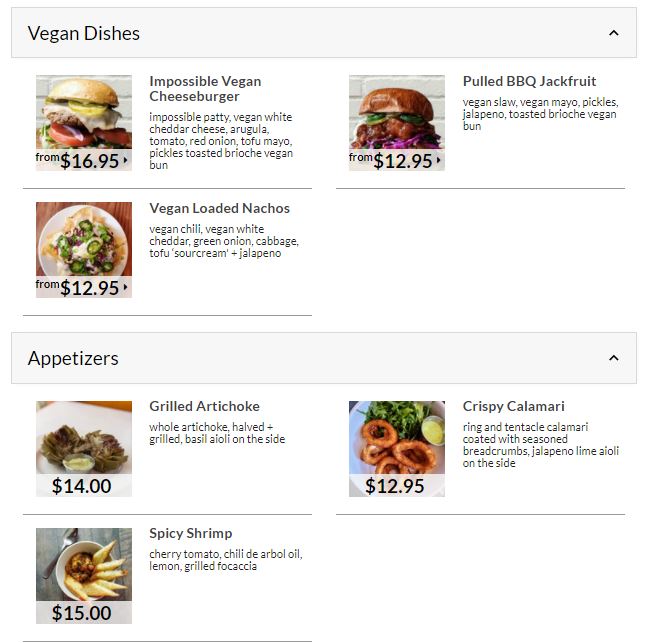 Vegan Dishes
Impossible Vegan
Cheeseburger
impossible patty, vegan white
cheddar cheese, arugula,
tomato, red onion, tofu mayo,
pickles toasted brioche vegan
bun
from $16.95
Pulled BBQ Jackfruit
vegan slaw, vegan mayo, pickles,
jalapeno, toasted brioche vegan
bun
from $12.95
Vegan Loaded Nachos
vegan chili, vegan white
cheddar, green onion, cabbage,
tofu 'sourcream' + jalapeno
from $12.95
Appetizers
Grilled Artichoke
whole artichoke, halved +
grilled, basil aioli on the side
$14.00
Crispy Calamari
ring and tentacle calamari
coated with seasoned
breadcrumbs, jalapeno lime aioli
on the side
$12.95
Spicy Shrimp
cherry tomato, chili de arbol oil,
lemon, grilled focaccia
$15.00